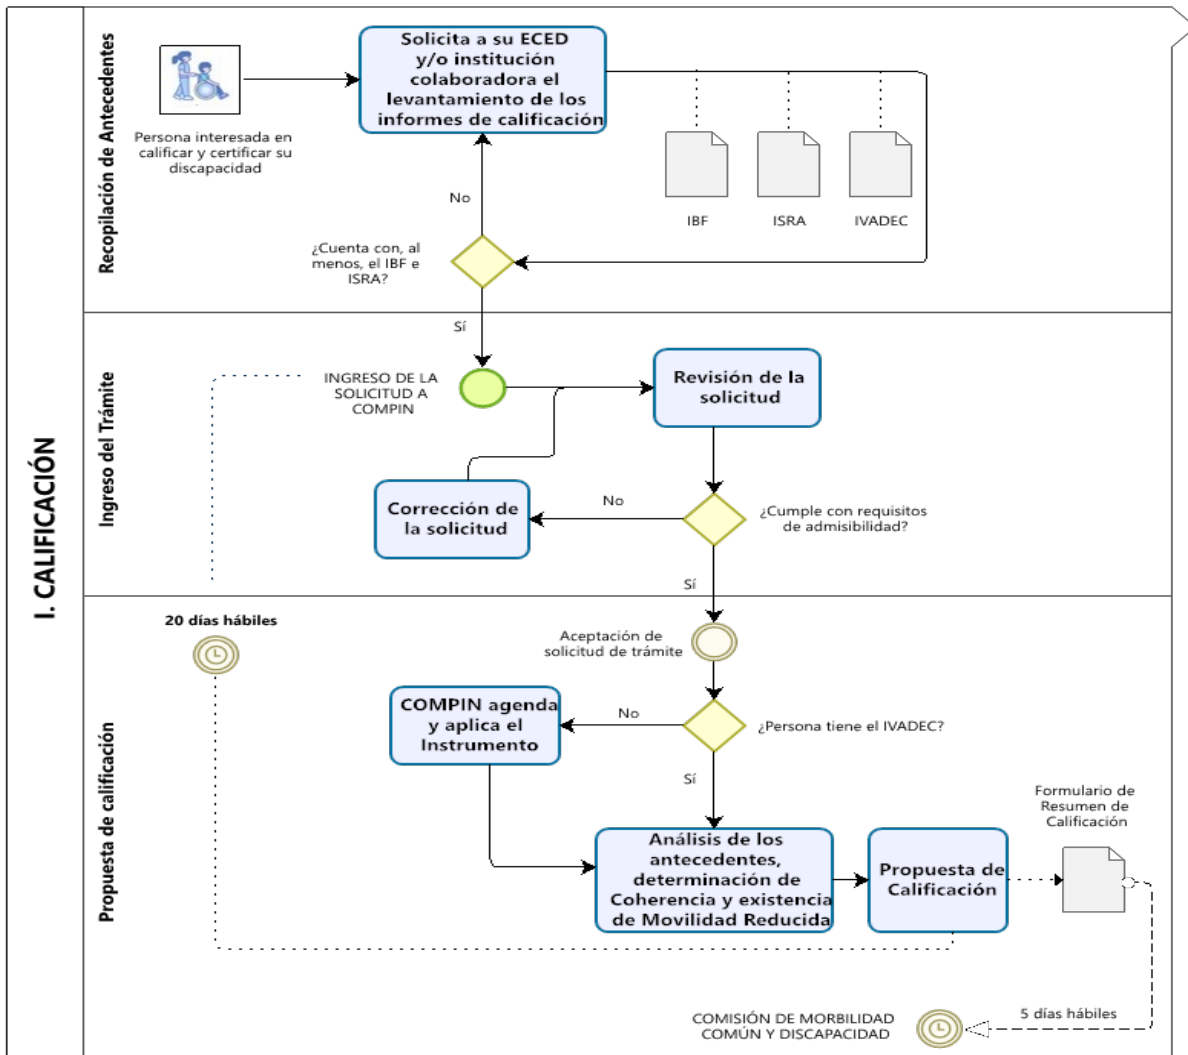 I. CALIFICACIÓN
Recopilación de Antecedentes
Persona interesada en
calificar y certificar su
discapacidad
Solicita a su ECED
y/o institución
colaboradora el
levantamiento de los
informes de calificación
IBF
ISRA
IVADEC
No
¿Cuenta con, al
menos, el IBF e
ISRA?
Sí
Ingreso del Trámite
INGRESO DE LA
SOLICITUD A
COMPIN
Revisión de la
solicitud
Corrección de
la solicitud
No
¿Cumple con requisitos
de admisibilidad?
Sí
Propuesta de calificación
20 días hábiles
Aceptación de
solicitud de trámite
COMPIN agenda
y aplica el
Instrumento
No
¿Persona tiene el IVADEC?
Sí
Análisis de los
antecedentes,
determinación de
Coherencia y existencia
de Movilidad Reducida
Propuesta de
Calificación
Formulario de
Resumen de
Calificación
5 días hábiles
COMISIÓN DE MORBILIDAD
COMÚN Y DISCAPACIDAD